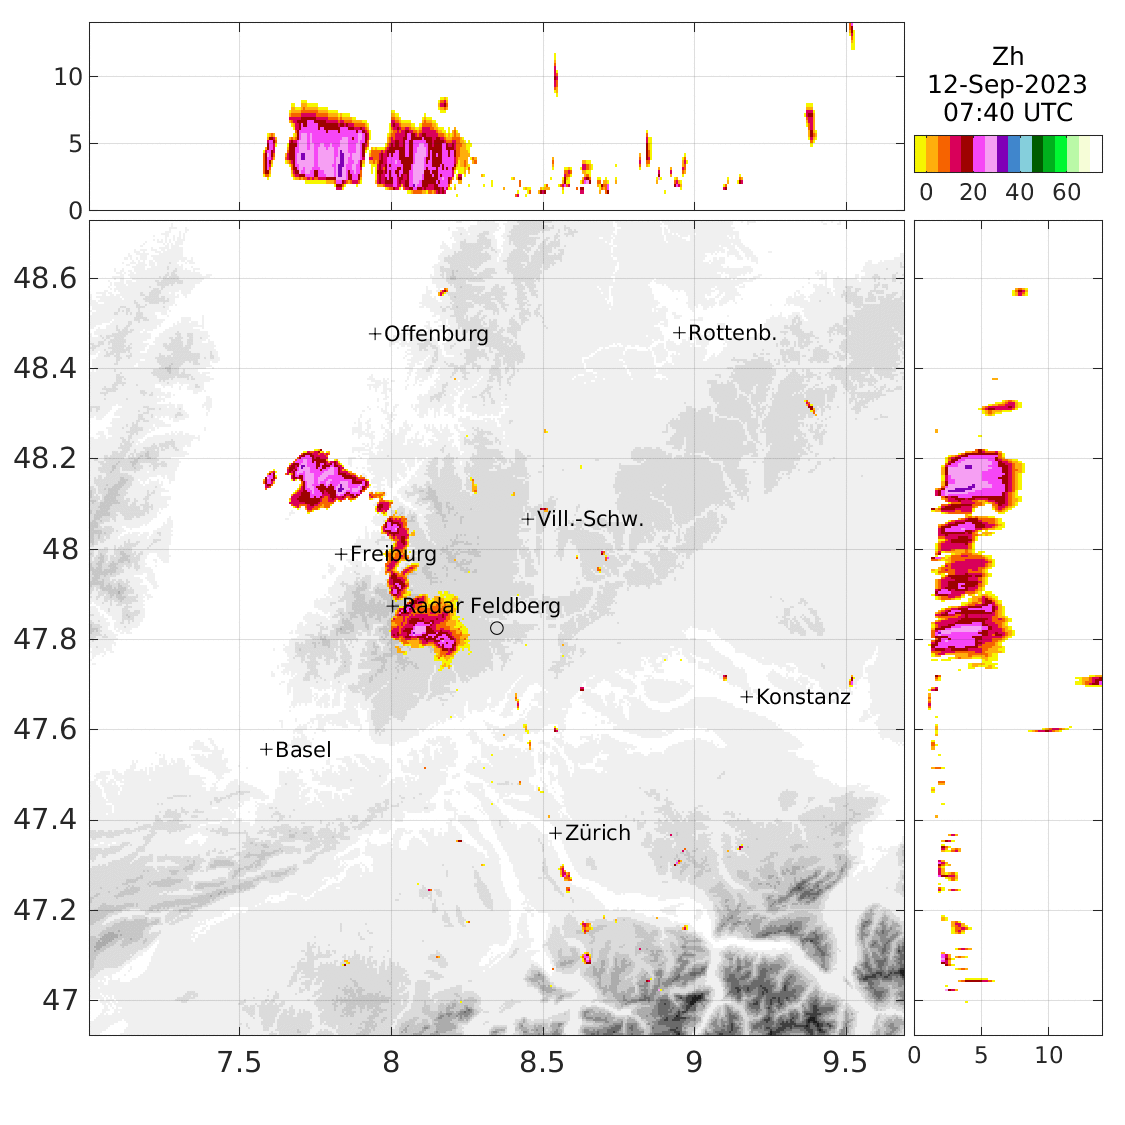 10
5
0
Zh
12-Sep-2023
07:40 UTC
0 20 40 60
48.6
48.4
48.2
48
47.8
47.6
47.4
47.2
47
+Offenburg
+Rottenb.
+Vill.-Schw.
+Freiburg
+Radar Feldberg
+Konstanz
+Basel
+Zürich
7.5 8 8.5 9 9.5
0 5 10